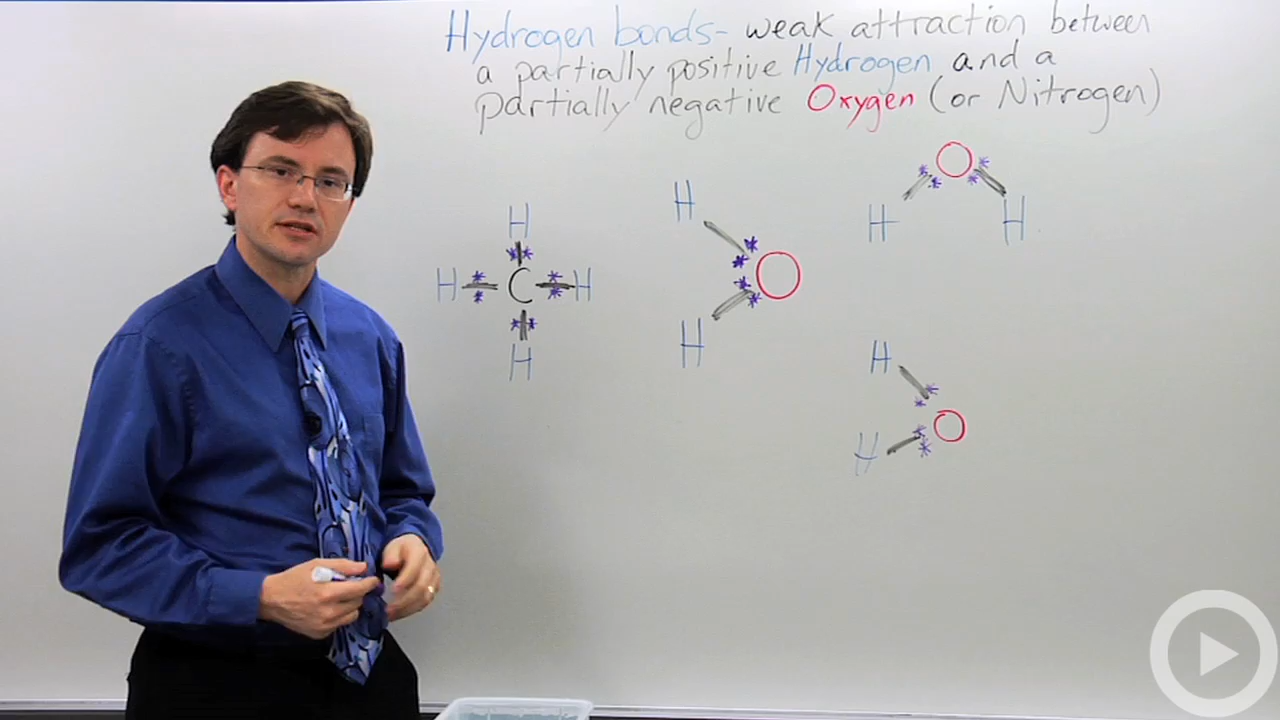 Hydrogen bonds- weak attraction between
a partially positive Hydrogen and a
partially negative Oxygen (or Nitrogen)
H
H C H
H
H
O
H
O
H H
H
O
H